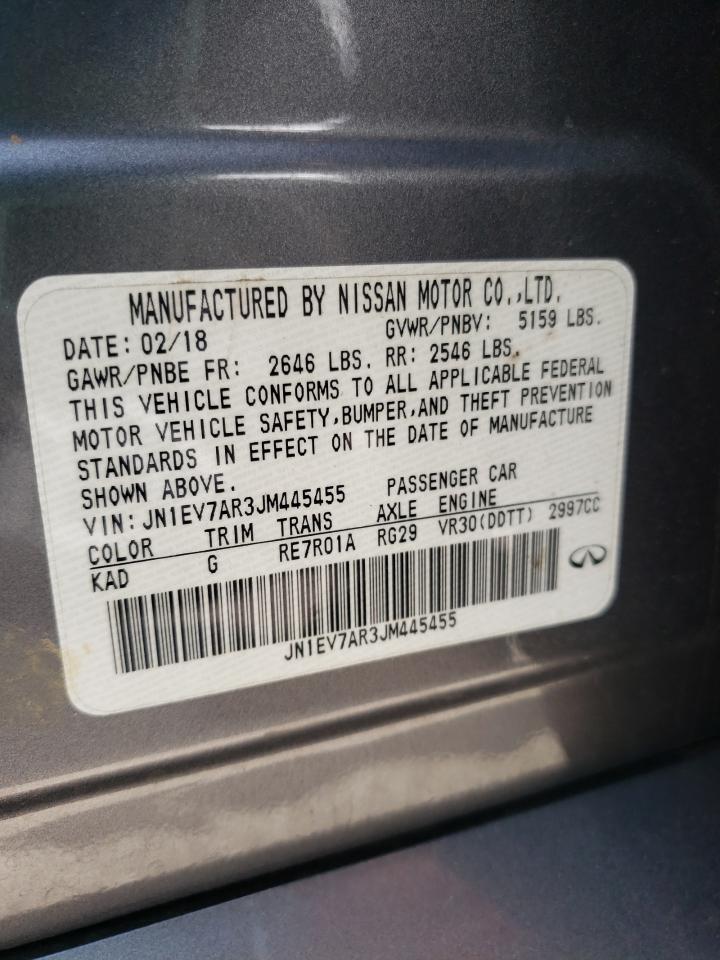 MANUFACTURED BY NISSAN MOTOR CO.,LTD.
DATE: 02/18 GVWR/PNBV: 5159 LBS.
GAWR/PNBE FR: 2646 LBS. RR: 2546 LBS.
THIS VEHICLE CONFORMS TO ALL APPLICABLE FEDERAL
MOTOR VEHICLE SAFETY,BUMPER,AND THEFT PREVENTION
STANDARDS IN EFFECT ON THE DATE OF MANUFACTURE
SHOWN ABOVE.
VIN: JN1EV7AR3JM445455 PASSENGER CAR
COLOR TRIM TRANS AXLE ENGINE
KAD G RE7R01A RG29 VR30(DDTT) 2997CC
JN1EV7AR3JM445455